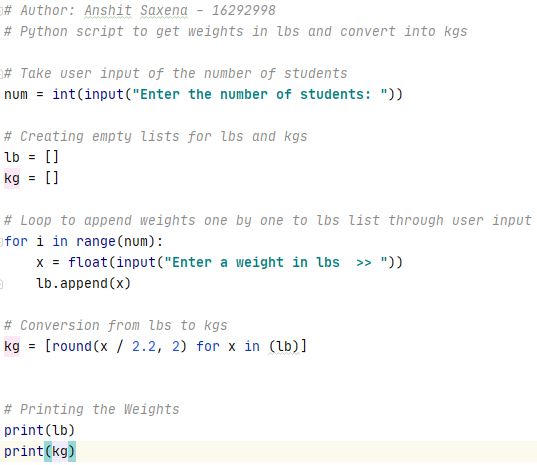 # Author: Anshit Saxena - 16292998
# Python script to get weights in lbs and convert into kgs
# Take user input of the number of students
num = int(input("Enter the number of students: "))
# Creating empty lists for lbs and kgs
lb = []
kg = []
# Loop to append weights one by one to lbs list through user input
for i in range(num):
    x = float(input("Enter a weight in lbs  >> "))
    lb.append(x)
# Conversion from lbs to kgs
kg = [round(x / 2.2, 2) for x in (lb)]
# Printing the Weights
print(lb)
print(kg)